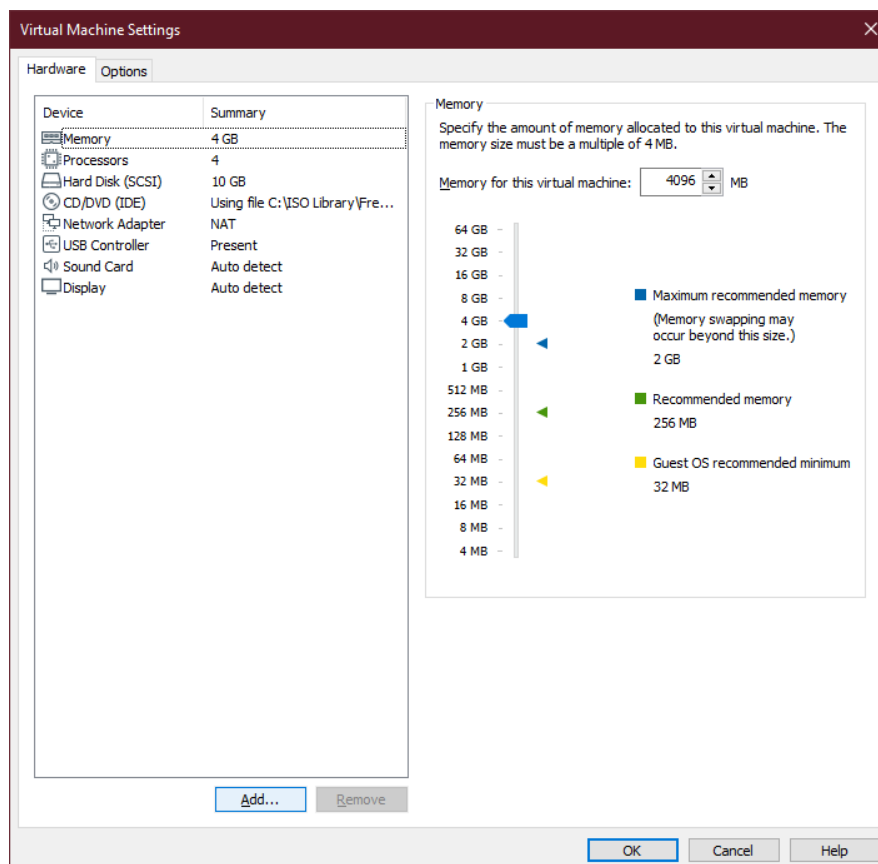 Virtual Machine Settings
Hardware Options
Device Summary
Memory 4 GB
Processors 4
Hard Disk (SCSI) 10 GB
CD/DVD (IDE) Using file C:\ISO Library\Fre...
Network Adapter NAT
USB Controller Present
Sound Card Auto detect
Display Auto detect
Add... Remove
Memory
Specify the amount of memory allocated to this virtual machine. The
memory size must be a multiple of 4 MB.
Memory for this virtual machine: 4096 MB
64 GB
32 GB
16 GB
8 GB
4 GB
2 GB
1 GB
512 MB
256 MB
128 MB
64 MB
32 MB
16 MB
8 MB
4 MB
Maximum recommended memory
(Memory swapping may
occur beyond this size.)
2 GB
Recommended memory
256 MB
Guest OS recommended minimum
32 MB
OK Cancel Help